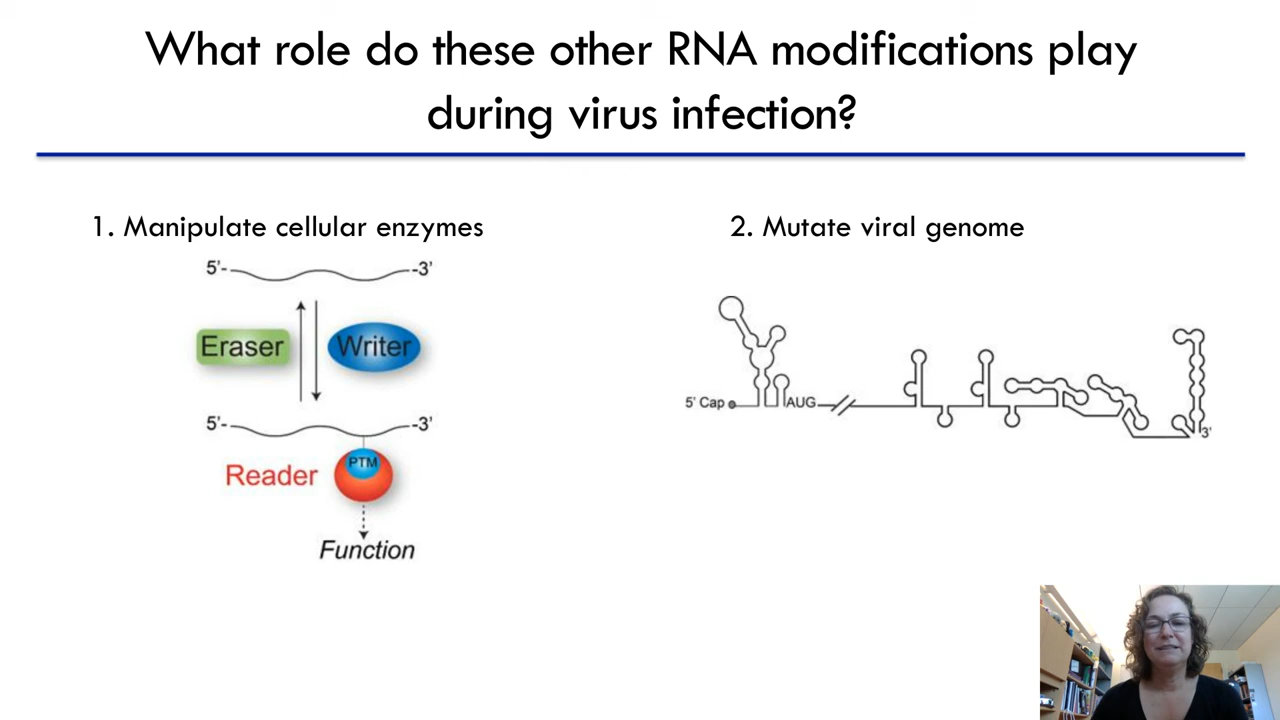 What role do these other RNA modifications play
during virus infection?
1. Manipulate cellular enzymes
5'- -3'
Eraser
Writer
5'- -3'
Reader
PTM
Function
2. Mutate viral genome
5' Cap
AUG
3'